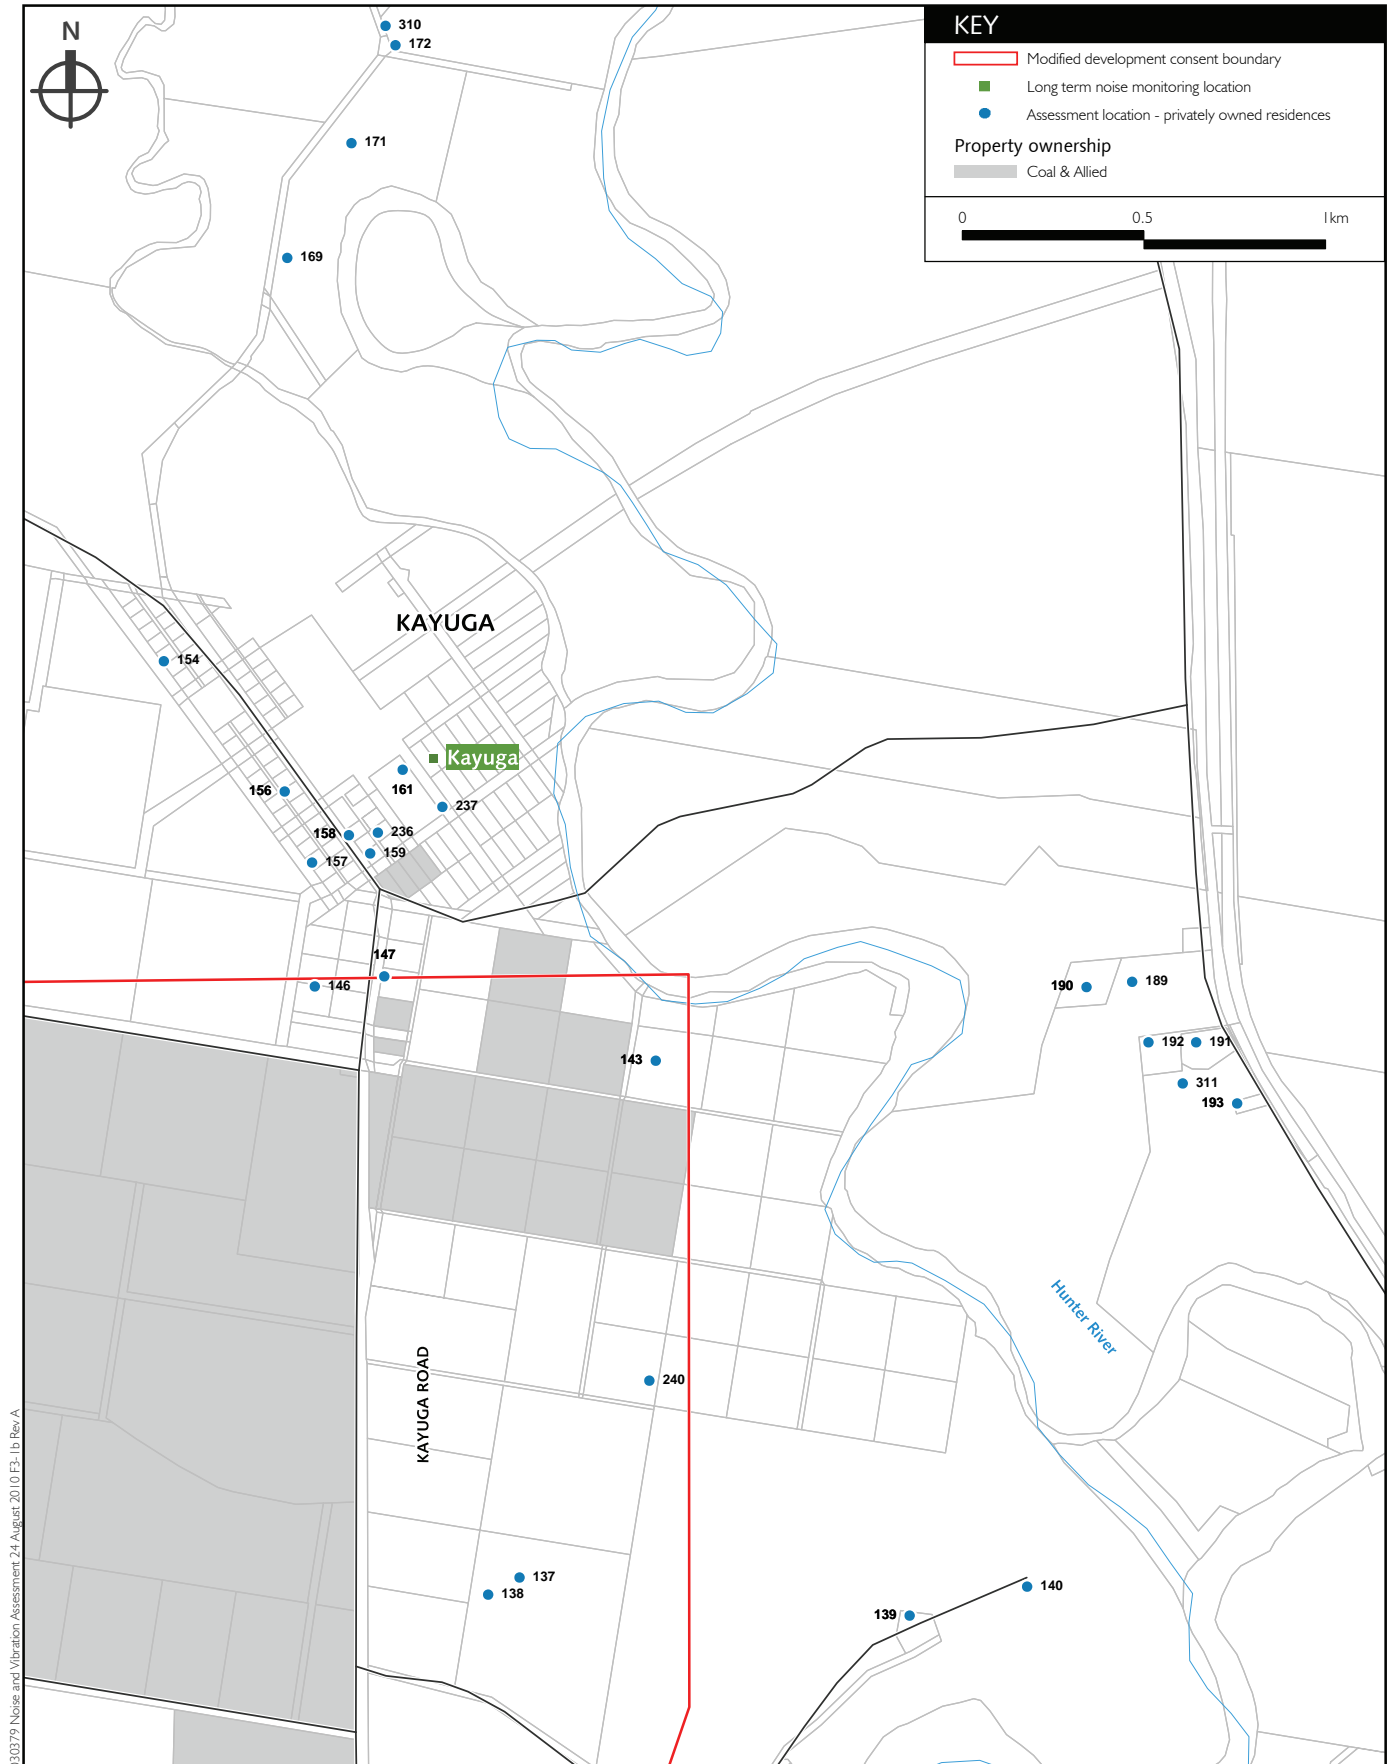 N
310
172
171
169
KEY
Modified development consent boundary
Long term noise monitoring location
Assessment location - privately owned residences
Property ownership
Coal & Allied
0 0.5 1km
KAYUGA
154
Kayuga
156
161
237
158
236
159
157
147
146
190
189
143
192
191
311
193
Hunter River
240
KAYUGA ROAD
137
138
140
139
030379 Noise and Vibration Assessment 24 August 2010 F3-1b Rev A